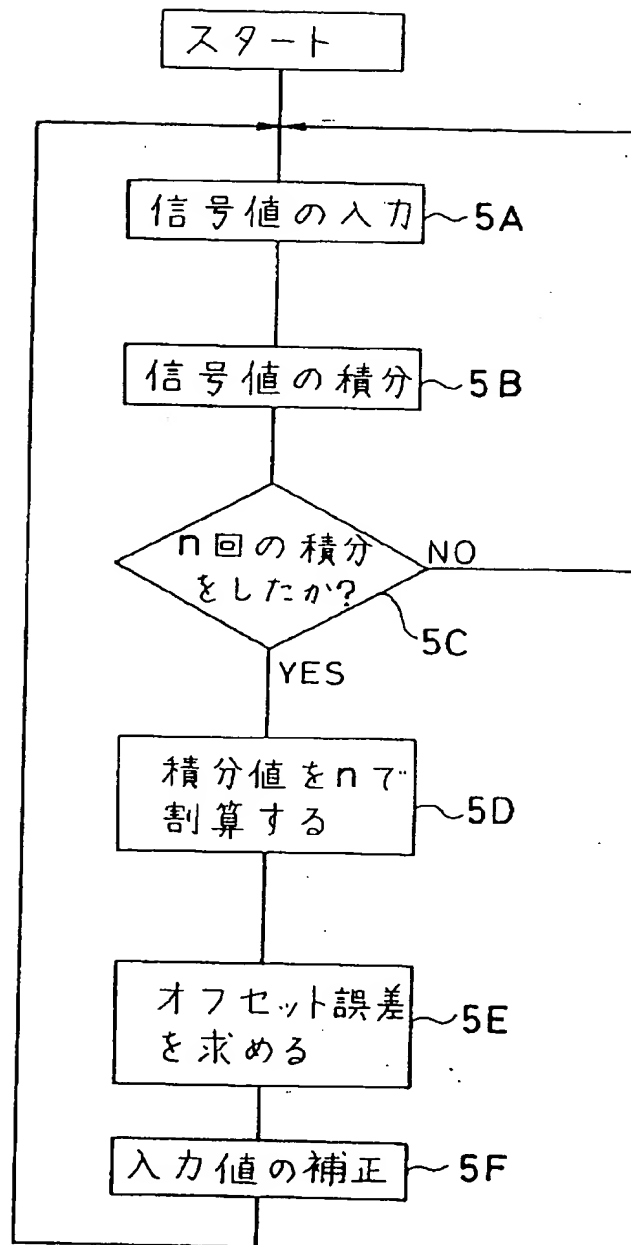 スタート
信号値の入力
5A
信号値の積分
5B
n回の積分
をしたか?
NO
5C
YES
積分値をnで
割算する
5D
オフセット誤差
を求める
5E
入力値の補正
5F